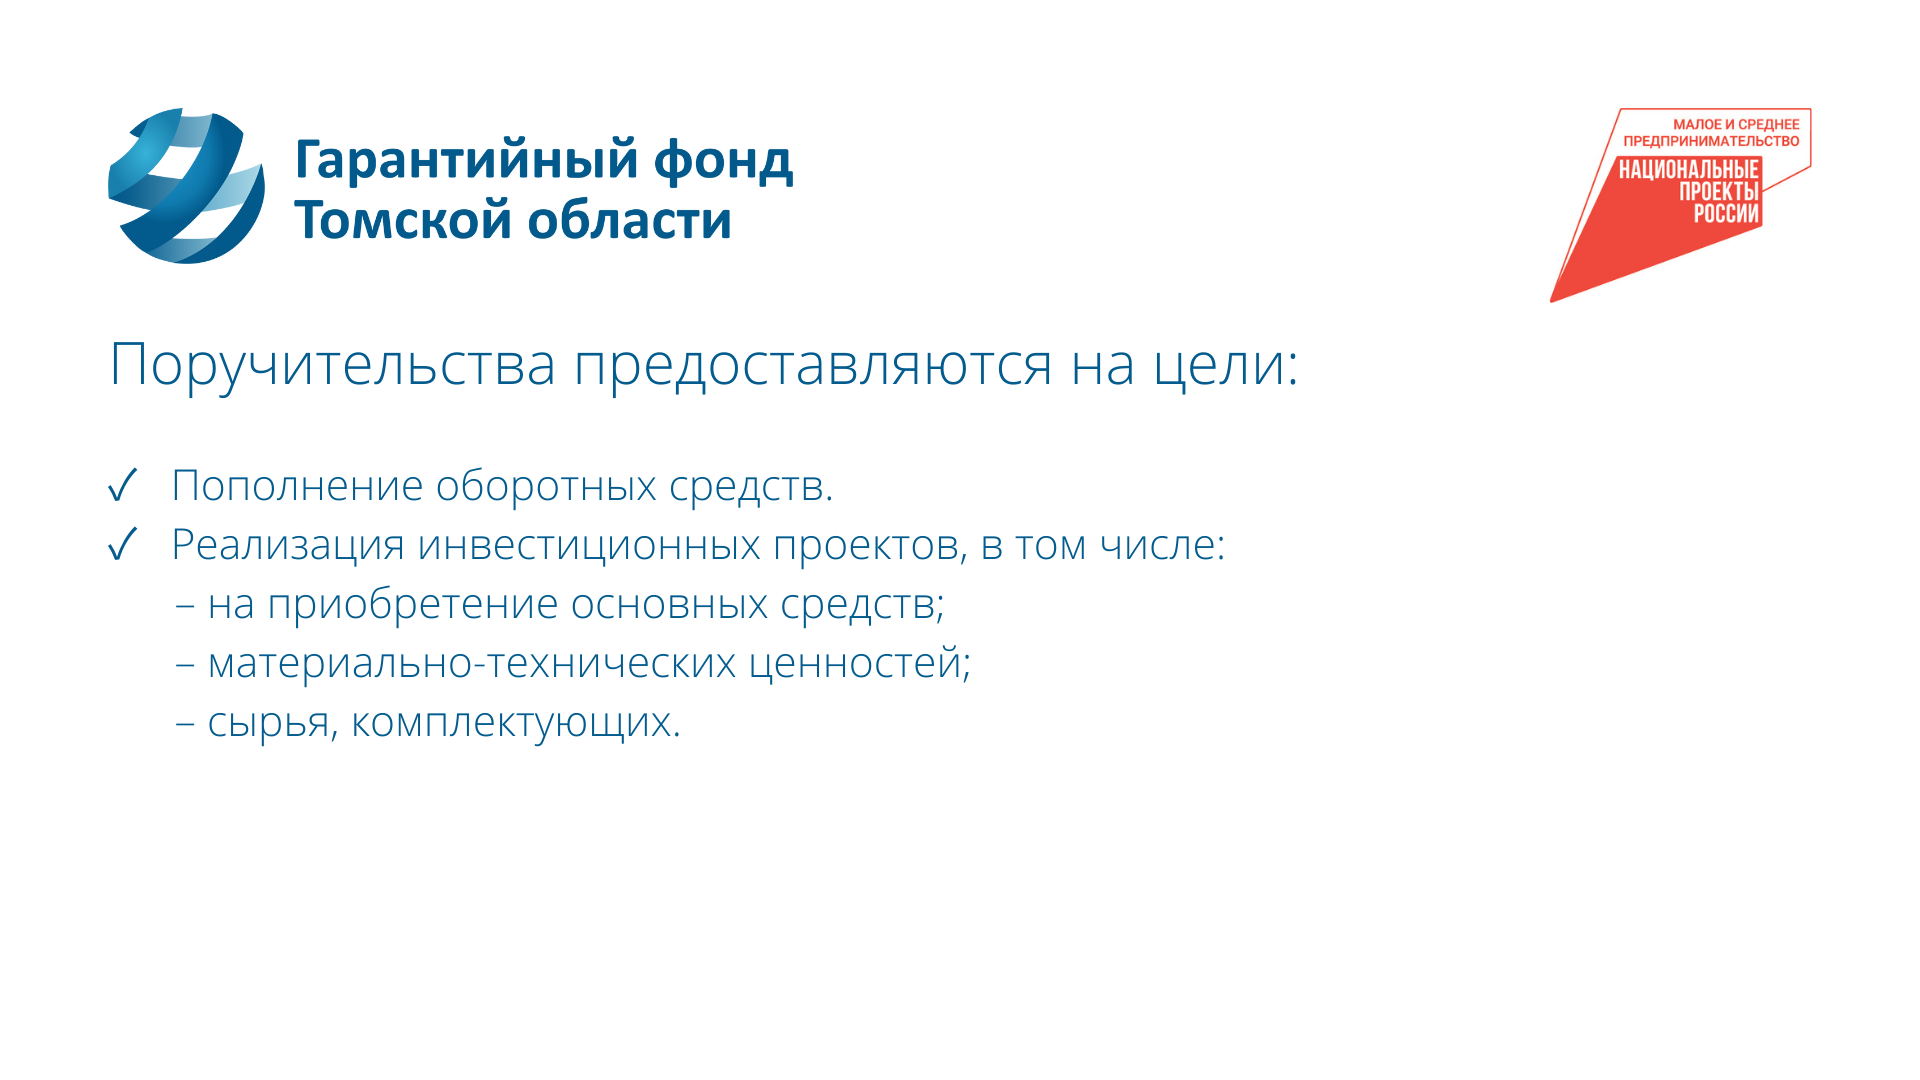 Гарантийный фонд
Томской области
МАЛОЕ И СРЕДНЕЕ
ПРЕДПРИНИМАТЕЛЬСТВО
НАЦИОНАЛЬНЫЕ
ПРОЕКТЫ
РОССИИ
Поручительства предоставляются на цели:
✓ Пополнение оборотных средств.
✓ Реализация инвестиционных проектов, в том числе:
– на приобретение основных средств;
– материально-технических ценностей;
– сырья, комплектующих.